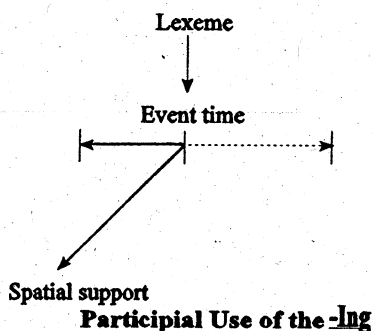 Lexeme
Event time
Spatial support
Participial Use of the -Ing